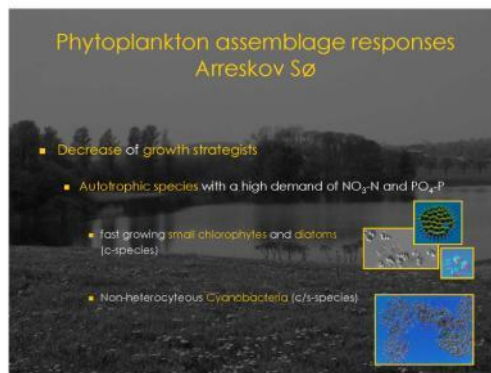 Phytoplankton assemblage responses
Arreskov Sø
Decrease of growth strategists
Autotrophic species with a high demand of NO₃-N and PO₄-P
fast growing small chlorophytes and diatoms
(c-species)
Non-heterocyteous Cyanobacteria (c/s-species)